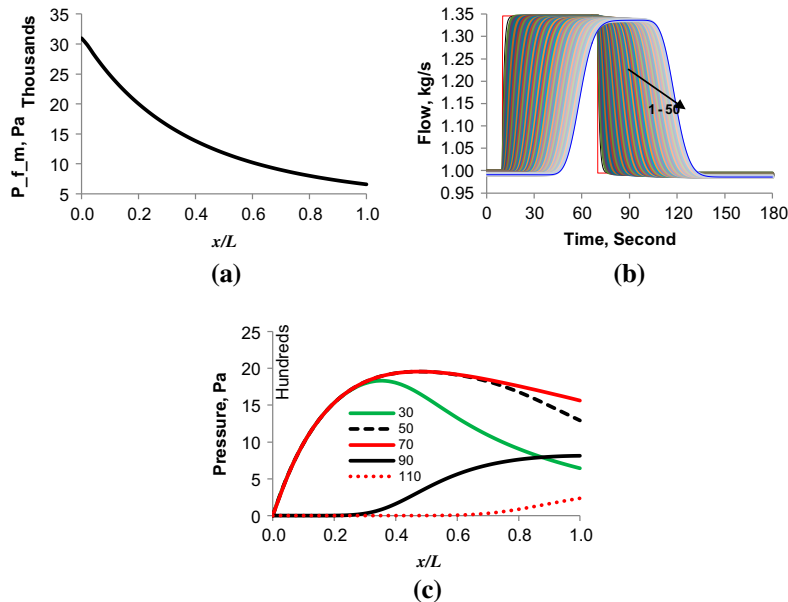 P_f_m, Pa
Thousands
35
30
25
20
15
10
5
0.0 0.2 0.4 0.6 0.8 1.0
x/L
(a)
Flow, kg/s
1.35
1.30
1.25
1.20
1.15
1.10
1.05
1.00
0.95
1 - 50
0 30 60 90 120 150 180
Time, Second
(b)
Pressure, Pa
Hundreds
25
20
15
10
5
0
30
50
70
90
110
0.0 0.2 0.4 0.6 0.8 1.0
x/L
(c)